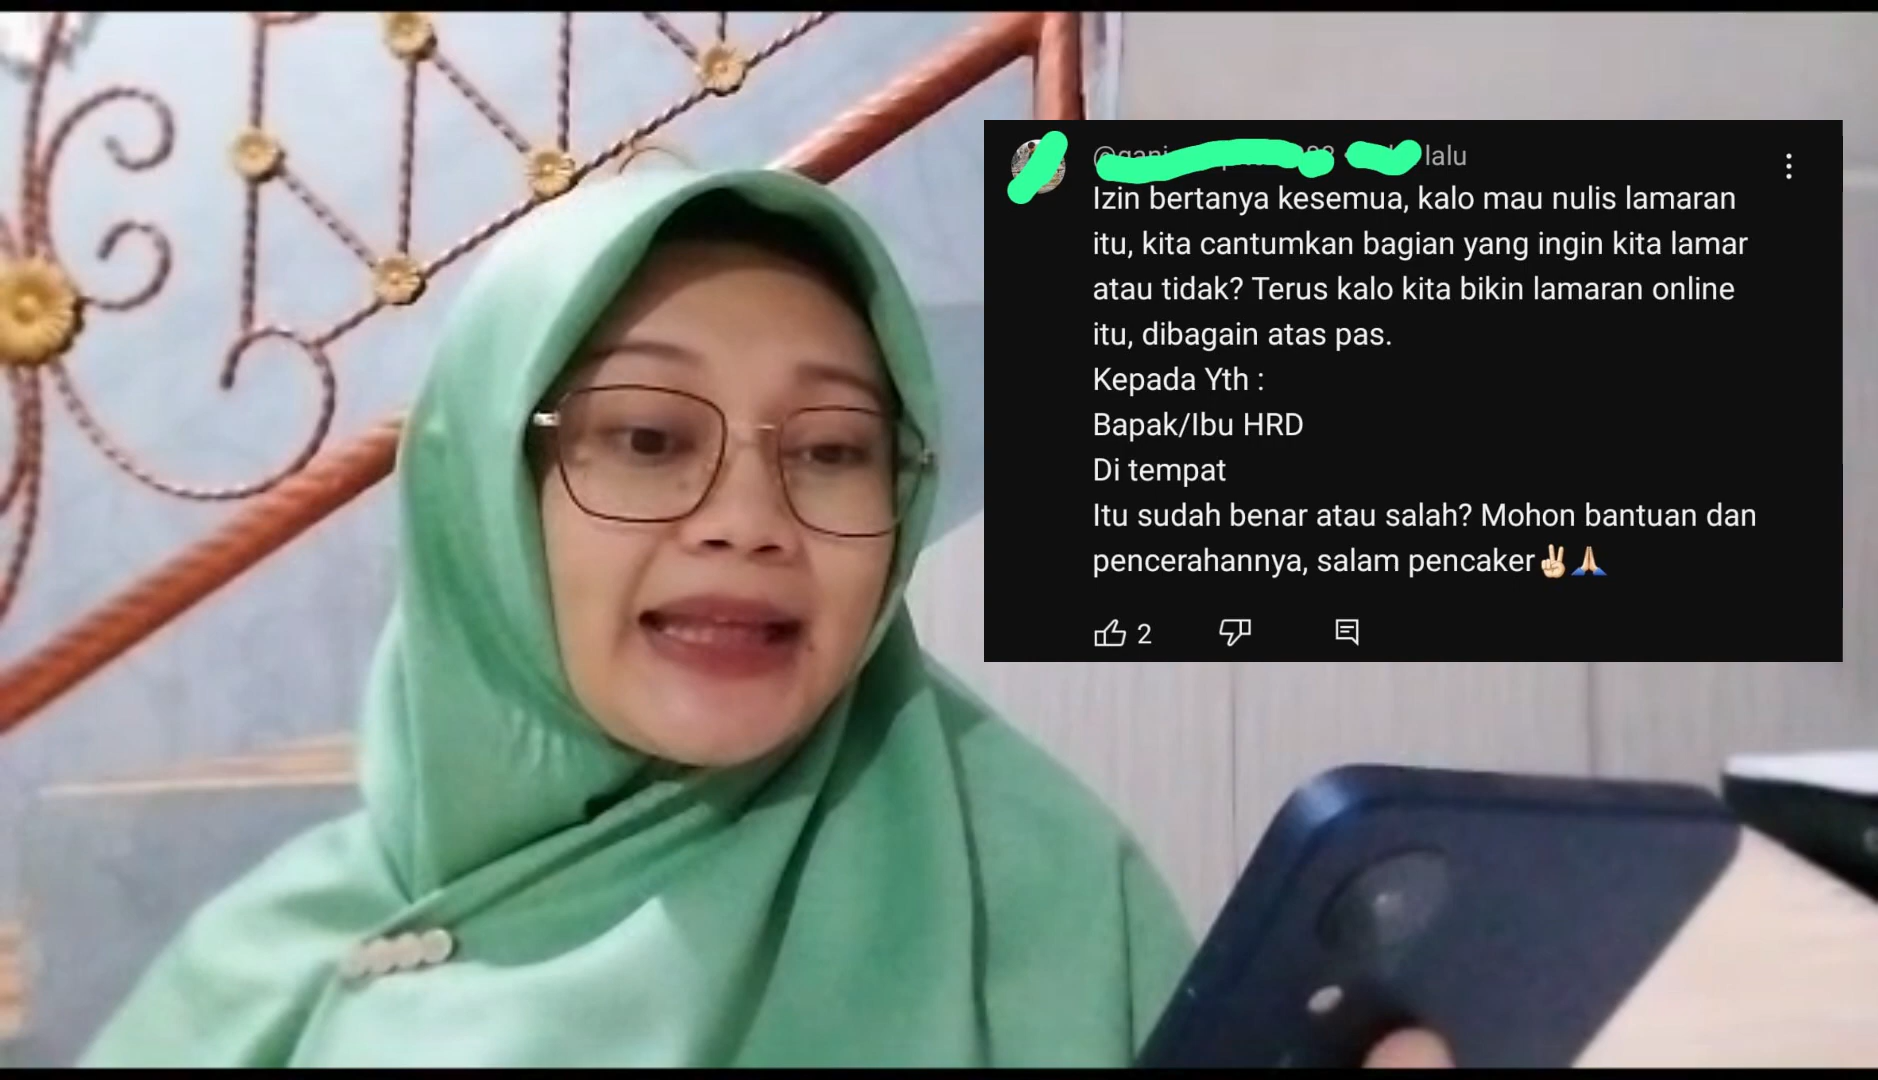 lalu
Izin bertanya kesemua, kalo mau nulis lamaran
itu, kita cantumkan bagian yang ingin kita lamar
atau tidak? Terus kalo kita bikin lamaran online
itu, dibagain atas pas.
Kepada Yth :
Bapak/Ibu HRD
Di tempat
Itu sudah benar atau salah? Mohon bantuan dan
pencerahannya, salam pencaker✌🏻🙏🏻
2